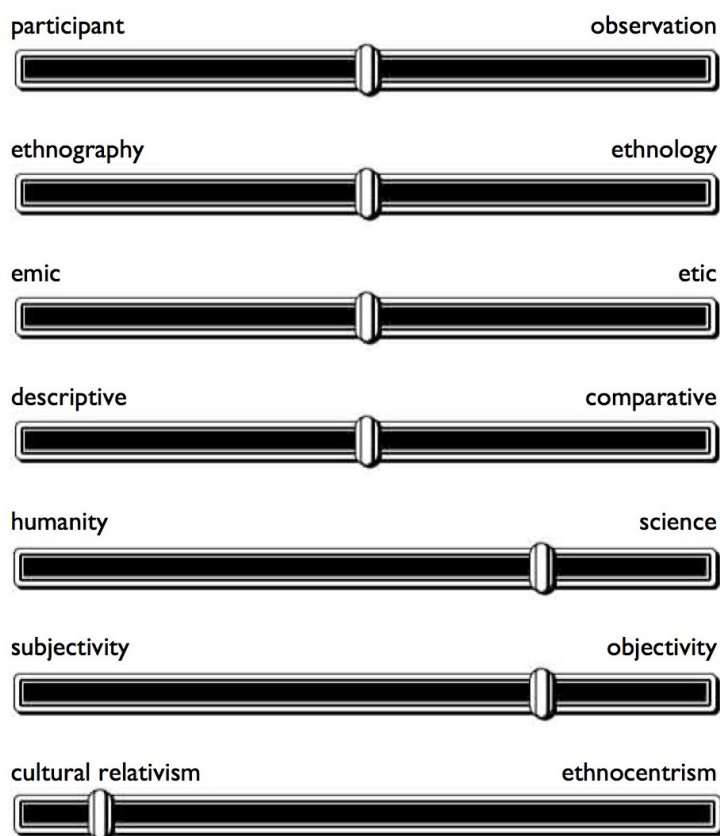 participant observation
ethnography ethnology
emic etic
descriptive comparative
humanity science
subjectivity objectivity
cultural relativism ethnocentrism